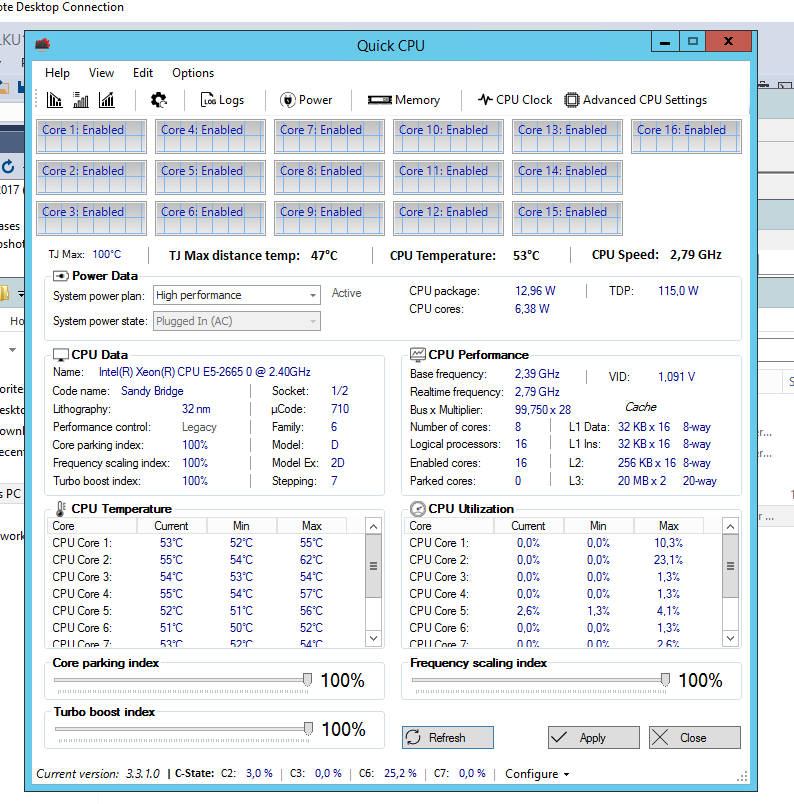 ote Desktop Connection
Quick CPU
Help View Edit Options
Logs Power Memory CPU Clock Advanced CPU Settings
Core 1: Enabled Core 4: Enabled Core 7: Enabled Core 10: Enabled Core 13: Enabled Core 16: Enabled
Core 2: Enabled Core 5: Enabled Core 8: Enabled Core 11: Enabled Core 14: Enabled
Core 3: Enabled Core 6: Enabled Core 9: Enabled Core 12: Enabled Core 15: Enabled
TJ Max: 100°C TJ Max distance temp: 47°C CPU Temperature: 53°C CPU Speed: 2,79 GHz
Power Data
System power plan: High performance Active CPU package: 12,96 W TDP: 115,0 W
CPU cores: 6,38 W
System power state: Plugged In (AC)
CPU Data
Name: Intel(R) Xeon(R) CPU E5-2665 0 @ 2.40GHz
Code name: Sandy Bridge Socket: 1/2
Lithography: 32 nm µCode: 710
Performance control: Legacy Family: 6
Core parking index: 100% Model: D
Frequency scaling index: 100% Model Ex: 2D
Turbo boost index: 100% Stepping: 7
CPU Performance
Base frequency: 2,39 GHz VID: 1,091 V
Realtime frequency: 2,79 GHz
Bus x Multiplier: 99,750 x 28 Cache
Number of cores: 8 L1 Data: 32 KB x 16 8-way
Logical processors: 16 L1 Ins: 32 KB x 16 8-way
Enabled cores: 16 L2: 256 KB x 16 8-way
Parked cores: 0 L3: 20 MB x 2 20-way
CPU Temperature
Core Current Min Max
CPU Core 1: 53°C 52°C 55°C
CPU Core 2: 55°C 54°C 62°C
CPU Core 3: 54°C 53°C 54°C
CPU Core 4: 55°C 54°C 57°C
CPU Core 5: 52°C 51°C 56°C
CPU Core 6: 51°C 50°C 52°C
CPU Core 7: 53°C 52°C 54°C
CPU Utilization
Core Current Min Max
CPU Core 1: 0,0% 0,0% 10,3%
CPU Core 2: 0,0% 0,0% 23,1%
CPU Core 3: 0,0% 0,0% 1,3%
CPU Core 4: 0,0% 0,0% 1,3%
CPU Core 5: 2,6% 1,3% 4,1%
CPU Core 6: 0,0% 0,0% 1,3%
CPU Core 7: 0,0% 0,0% 2,6%
Core parking index
100%
Frequency scaling index
100%
Turbo boost index
100%
Refresh Apply Close
Current version: 3.3.1.0 C-State: C2: 3,0 % C3: 0,0 % C6: 25,2 % C7: 0,0 % Configure
2017
ases
pshot
Ho
orite
eskto
ownl
ecent
s PC
work
er...
er...
er ...